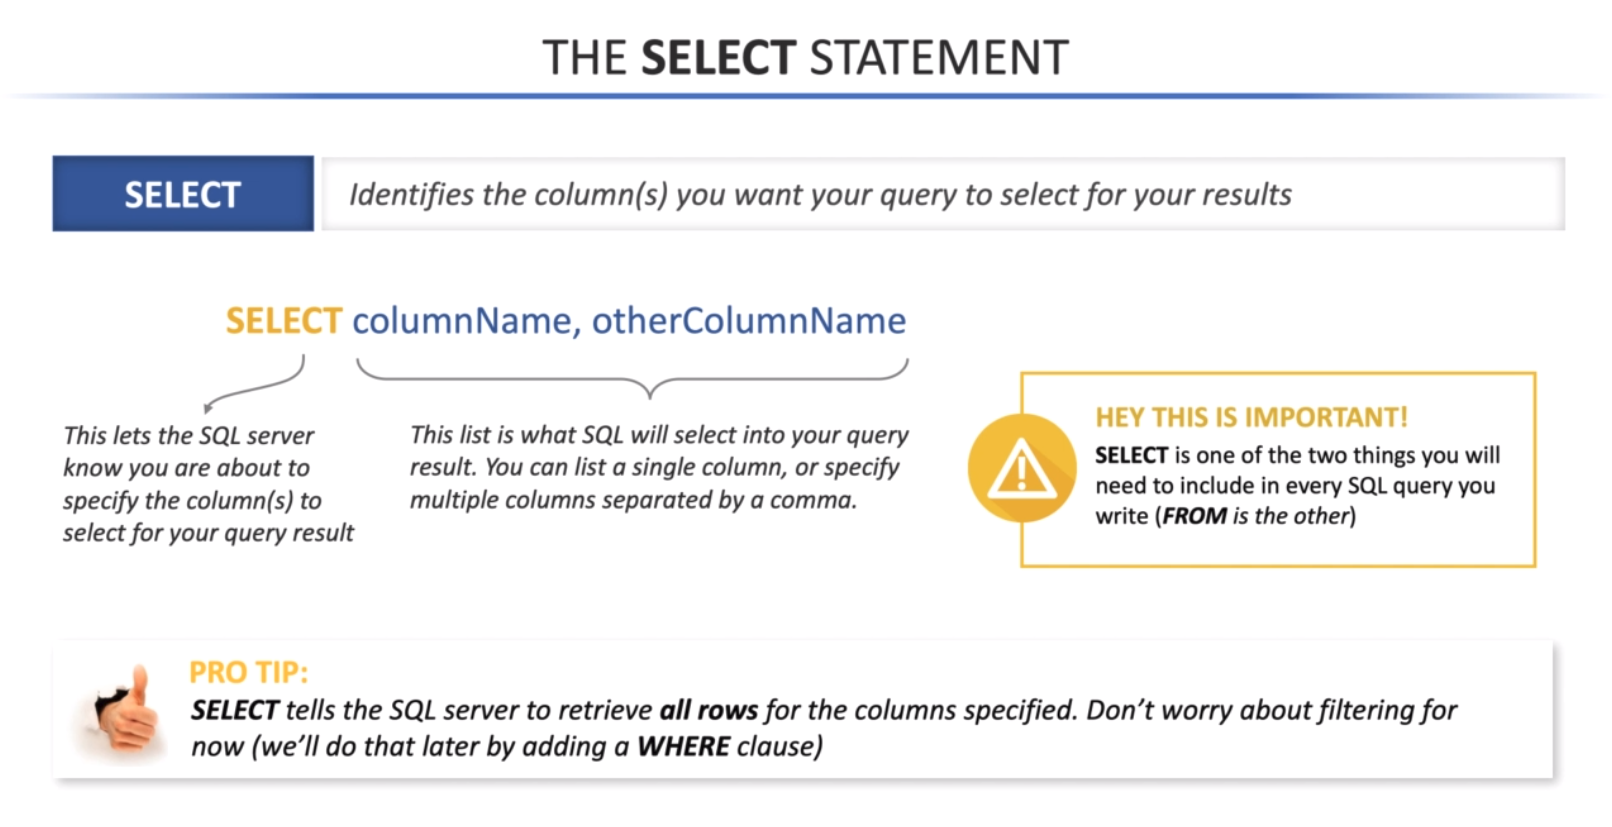 THE SELECT STATEMENT
SELECT
Identifies the column(s) you want your query to select for your results
SELECT columnName, otherColumnName
This lets the SQL server
know you are about to
specify the column(s) to
select for your query result
This list is what SQL will select into your query
result. You can list a single column, or specify
multiple columns separated by a comma.
HEY THIS IS IMPORTANT!
SELECT is one of the two things you will
need to include in every SQL query you
write (FROM is the other)
PRO TIP:
SELECT tells the SQL server to retrieve all rows for the columns specified. Don’t worry about filtering for
now (we’ll do that later by adding a WHERE clause)